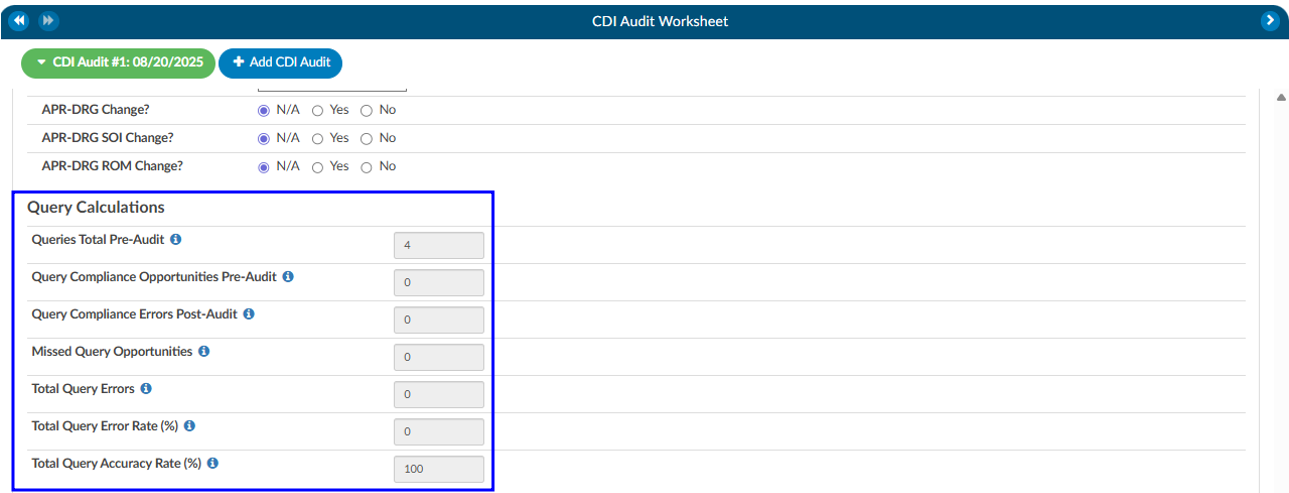 CDI Audit Worksheet
CDI Audit #1: 08/20/2025 + Add CDI Audit
APR-DRG Change? N/A Yes No
APR-DRG SOI Change? N/A Yes No
APR-DRG ROM Change? N/A Yes No
Query Calculations
Queries Total Pre-Audit 4
Query Compliance Opportunities Pre-Audit 0
Query Compliance Errors Post-Audit 0
Missed Query Opportunities 0
Total Query Errors 0
Total Query Error Rate (%) 0
Total Query Accuracy Rate (%) 100